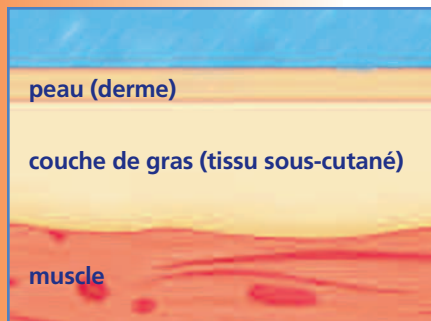 peau (derme)
couche de gras (tissu sous-cutané)
muscle